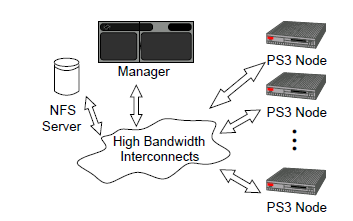 Manager
NFS
Server
High Bandwidth
Interconnects
PS3 Node
PS3 Node
PS3 Node